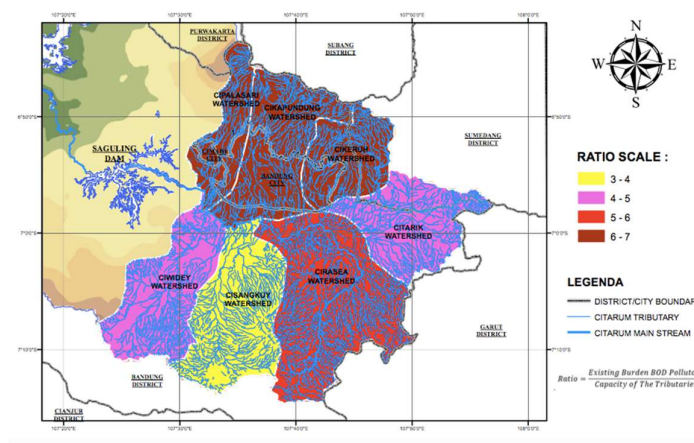 107°20'0"E
107°30'0"E
107°40'0"E
107°50'0"E
108°0'0"E
PURWAKARTA
DISTRICT
SUBANG
DISTRICT
N
W
E
S
CIPALASARI
WATERSHED
CIKAPUNDUNG
WATERSHED
6°50'0"S
6°50'0"S
SAGULING
DAM
CIMAHI
CITY
CIKERUH
WATERSHED
SUMEDANG
DISTRICT
BANDUNG
CITY
RATIO SCALE :
3 - 4
4 - 5
5 - 6
6 - 7
7°0'0"S
CITARIK
WATERSHED
7°0'0"S
CIWIDEY
WATERSHED
CISANGKUY
WATERSHED
CIRASEA
WATERSHED
LEGENDA
DISTRICT/CITY BOUNDAR
CITARUM TRIBUTARY
CITARUM MAIN STREAM
GARUT
DISTRICT
7°10'0"S
7°10'0"S
BANDUNG
DISTRICT
Ratio = Existing Burden BOD Polluta
Capacity of The Tributarie
CIANJUR
DISTRICT
107°20'0"E
107°30'0"E
107°40'0"E
107°50'0"E
108°0'0"E